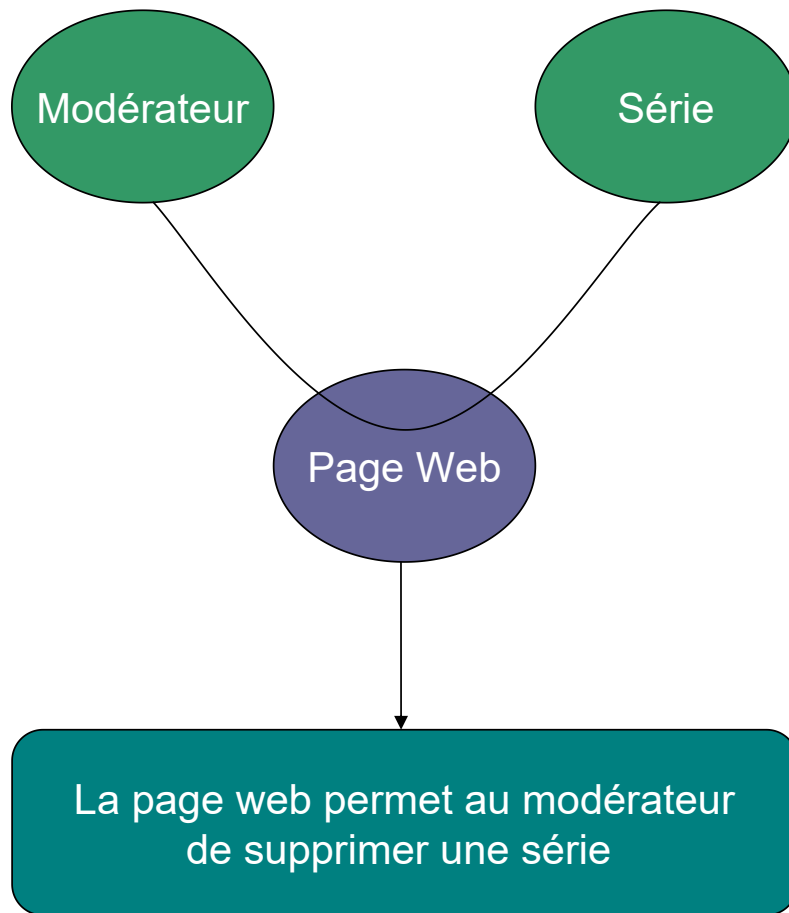 Modérateur
Série
Page Web
La page web permet au modérateur
de supprimer une série